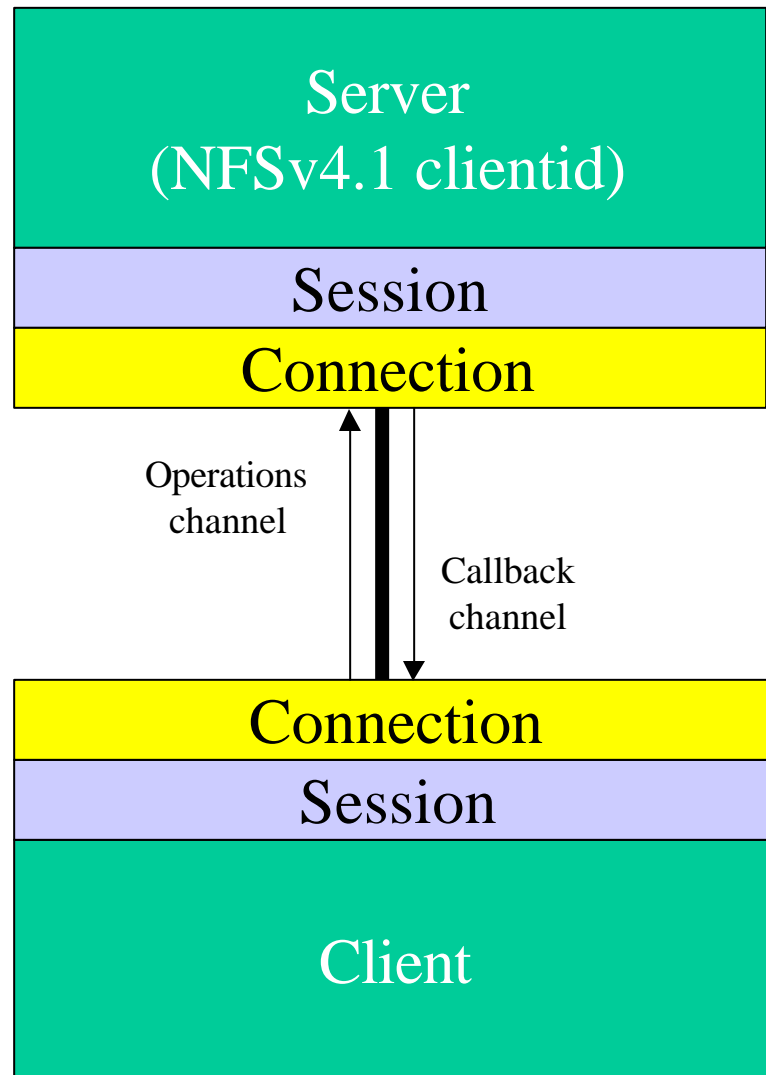 Server
(NFSv4.1 clientid)
Session
Connection
Operations
channel
Callback
channel
Connection
Session
Client